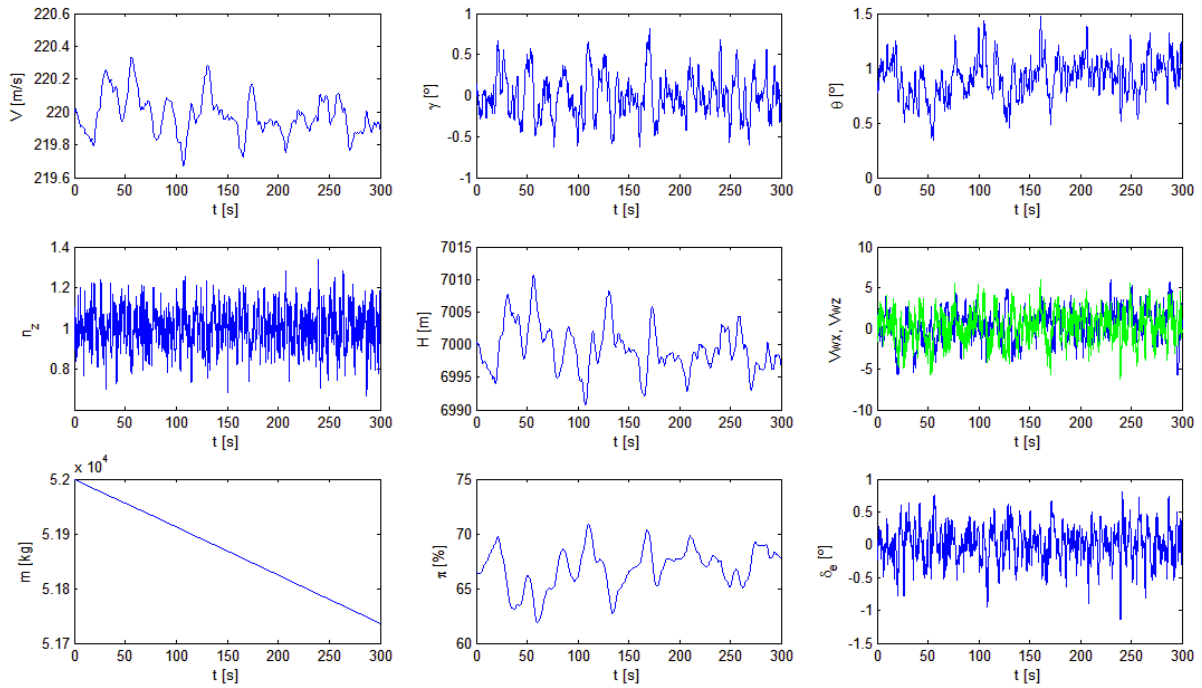 220.6
220.4
220.2
220
219.8
219.6
V (m/s]
0 50 100 150 200 250 300
t [s]
1
0.5
0
-0.5
-1
γ [º]
0 50 100 150 200 250 300
t [s]
1.5
1
0.5
0
θ [º]
0 50 100 150 200 250 300
t [s]
1.4
1.2
1
0.8
n_z
0 50 100 150 200 250 300
t [s]
7015
7010
7005
7000
6995
6990
H [m]
0 50 100 150 200 250 300
t [s]
10
5
0
-5
-10
Vwx, Vwz
0 50 100 150 200 250 300
t [s]
x 10⁴
5.2
5.19
5.18
5.17
m [kg]
0 50 100 150 200 250 300
t [s]
75
70
65
60
π [%]
0 50 100 150 200 250 300
t [s]
1
0.5
0
-0.5
-1
-1.5
δ_e [º]
0 50 100 150 200 250 300
t [s]